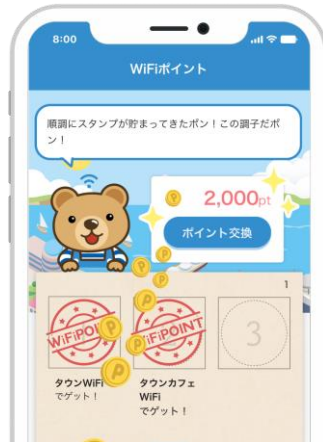 8:00
WiFiポイント
順調にスタンプが貯まってきたポン！この調子だポ
ン！
2,000pt
ポイント交換
1
WiFiPOI
FiPOINT
3
タウンWiFi
でゲット！
タウンカフェ
WiFi
でゲット！